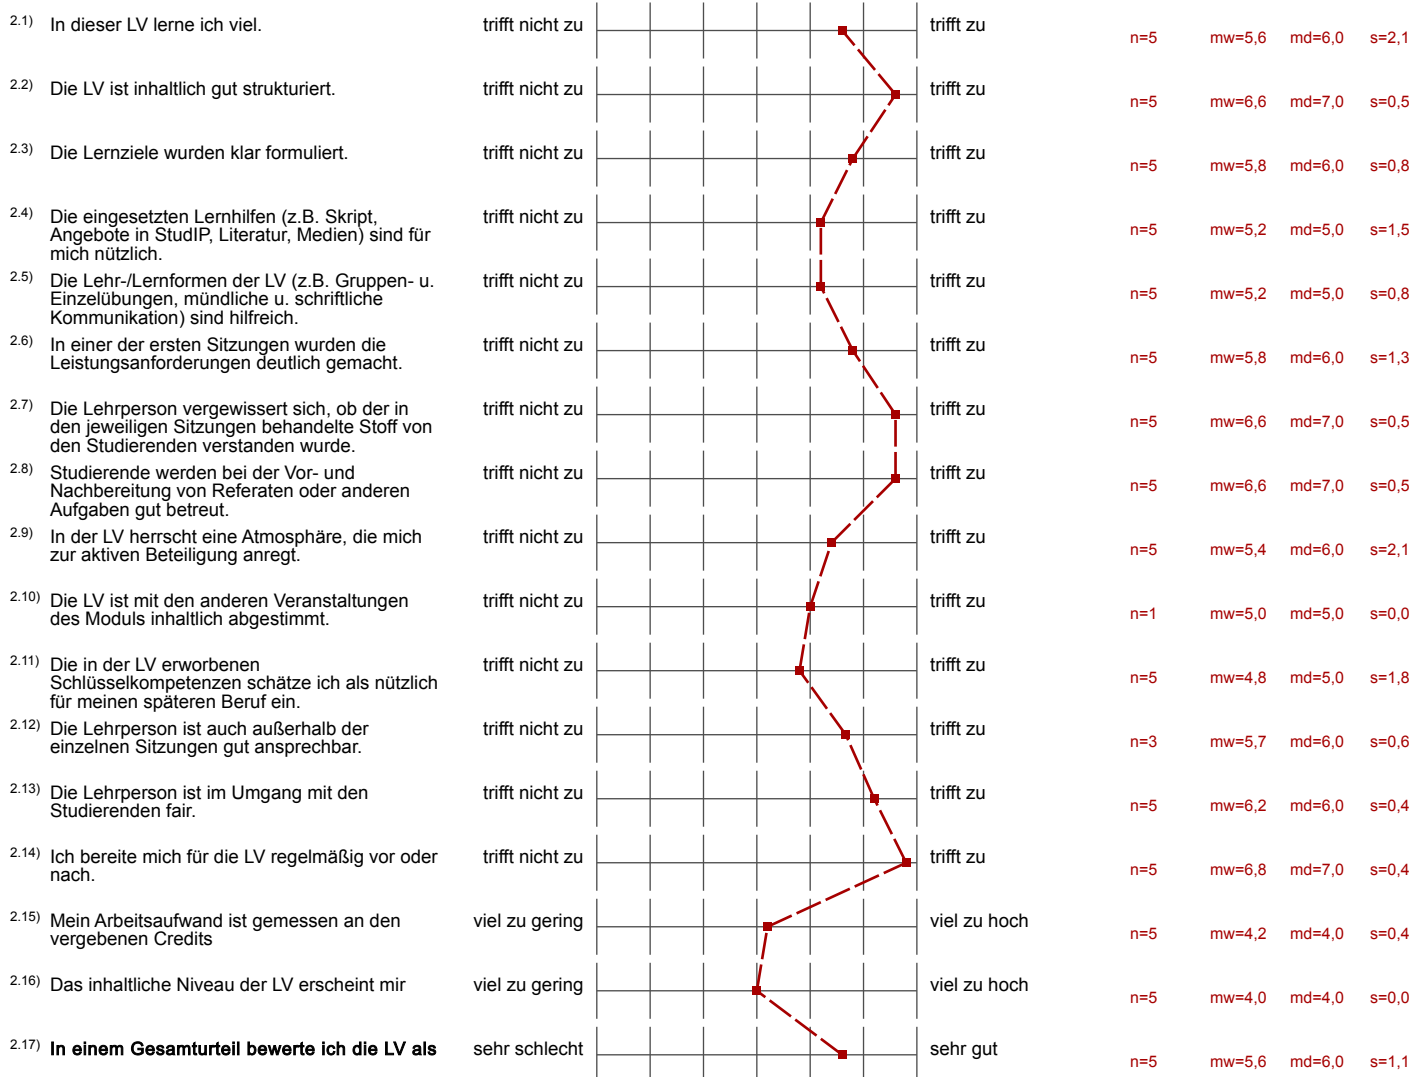 2.1) In dieser LV lerne ich viel. trifft nicht zu trifft zu n=5 mw=5,6 md=6,0 s=2,1
2.2) Die LV ist inhaltlich gut strukturiert. trifft nicht zu trifft zu n=5 mw=6,6 md=7,0 s=0,5
2.3) Die Lernziele wurden klar formuliert. trifft nicht zu trifft zu n=5 mw=5,8 md=6,0 s=0,8
2.4) Die eingesetzten Lernhilfen (z.B. Skript, trifft nicht zu trifft zu
Angebote in StudIP, Literatur, Medien) sind für n=5 mw=5,2 md=5,0 s=1,5
mich nützlich.
2.5) Die Lehr-/Lernformen der LV (z.B. Gruppen- u. trifft nicht zu trifft zu
Einzelübungen, mündliche u. schriftliche n=5 mw=5,2 md=5,0 s=0,8
Kommunikation) sind hilfreich.
2.6) In einer der ersten Sitzungen wurden die trifft nicht zu trifft zu
Leistungsanforderungen deutlich gemacht. n=5 mw=5,8 md=6,0 s=1,3
2.7) Die Lehrperson vergewissert sich, ob der in trifft nicht zu trifft zu
den jeweiligen Sitzungen behandelte Stoff von n=5 mw=6,6 md=7,0 s=0,5
den Studierenden verstanden wurde.
2.8) Studierende werden bei der Vor- und trifft nicht zu trifft zu
Nachbereitung von Referaten oder anderen n=5 mw=6,6 md=7,0 s=0,5
Aufgaben gut betreut.
2.9) In der LV herrscht eine Atmosphäre, die mich trifft nicht zu trifft zu
zur aktiven Beteiligung anregt. n=5 mw=5,4 md=6,0 s=2,1
2.10) Die LV ist mit den anderen Veranstaltungen trifft nicht zu trifft zu
des Moduls inhaltlich abgestimmt. n=1 mw=5,0 md=5,0 s=0,0
2.11) Die in der LV erworbenen trifft nicht zu trifft zu
Schlüsselkompetenzen schätze ich als nützlich n=5 mw=4,8 md=5,0 s=1,8
für meinen späteren Beruf ein.
2.12) Die Lehrperson ist auch außerhalb der trifft nicht zu trifft zu
einzelnen Sitzungen gut ansprechbar. n=3 mw=5,7 md=6,0 s=0,6
2.13) Die Lehrperson ist im Umgang mit den trifft nicht zu trifft zu
Studierenden fair. n=5 mw=6,2 md=6,0 s=0,4
2.14) Ich bereite mich für die LV regelmäßig vor oder trifft nicht zu trifft zu
nach. n=5 mw=6,8 md=7,0 s=0,4
2.15) Mein Arbeitsaufwand ist gemessen an den viel zu gering viel zu hoch
vergebenen Credits n=5 mw=4,2 md=4,0 s=0,4
2.16) Das inhaltliche Niveau der LV erscheint mir viel zu gering viel zu hoch n=5 mw=4,0 md=4,0 s=0,0
2.17) In einem Gesamturteil bewerte ich die LV als sehr schlecht sehr gut n=5 mw=5,6 md=6,0 s=1,1